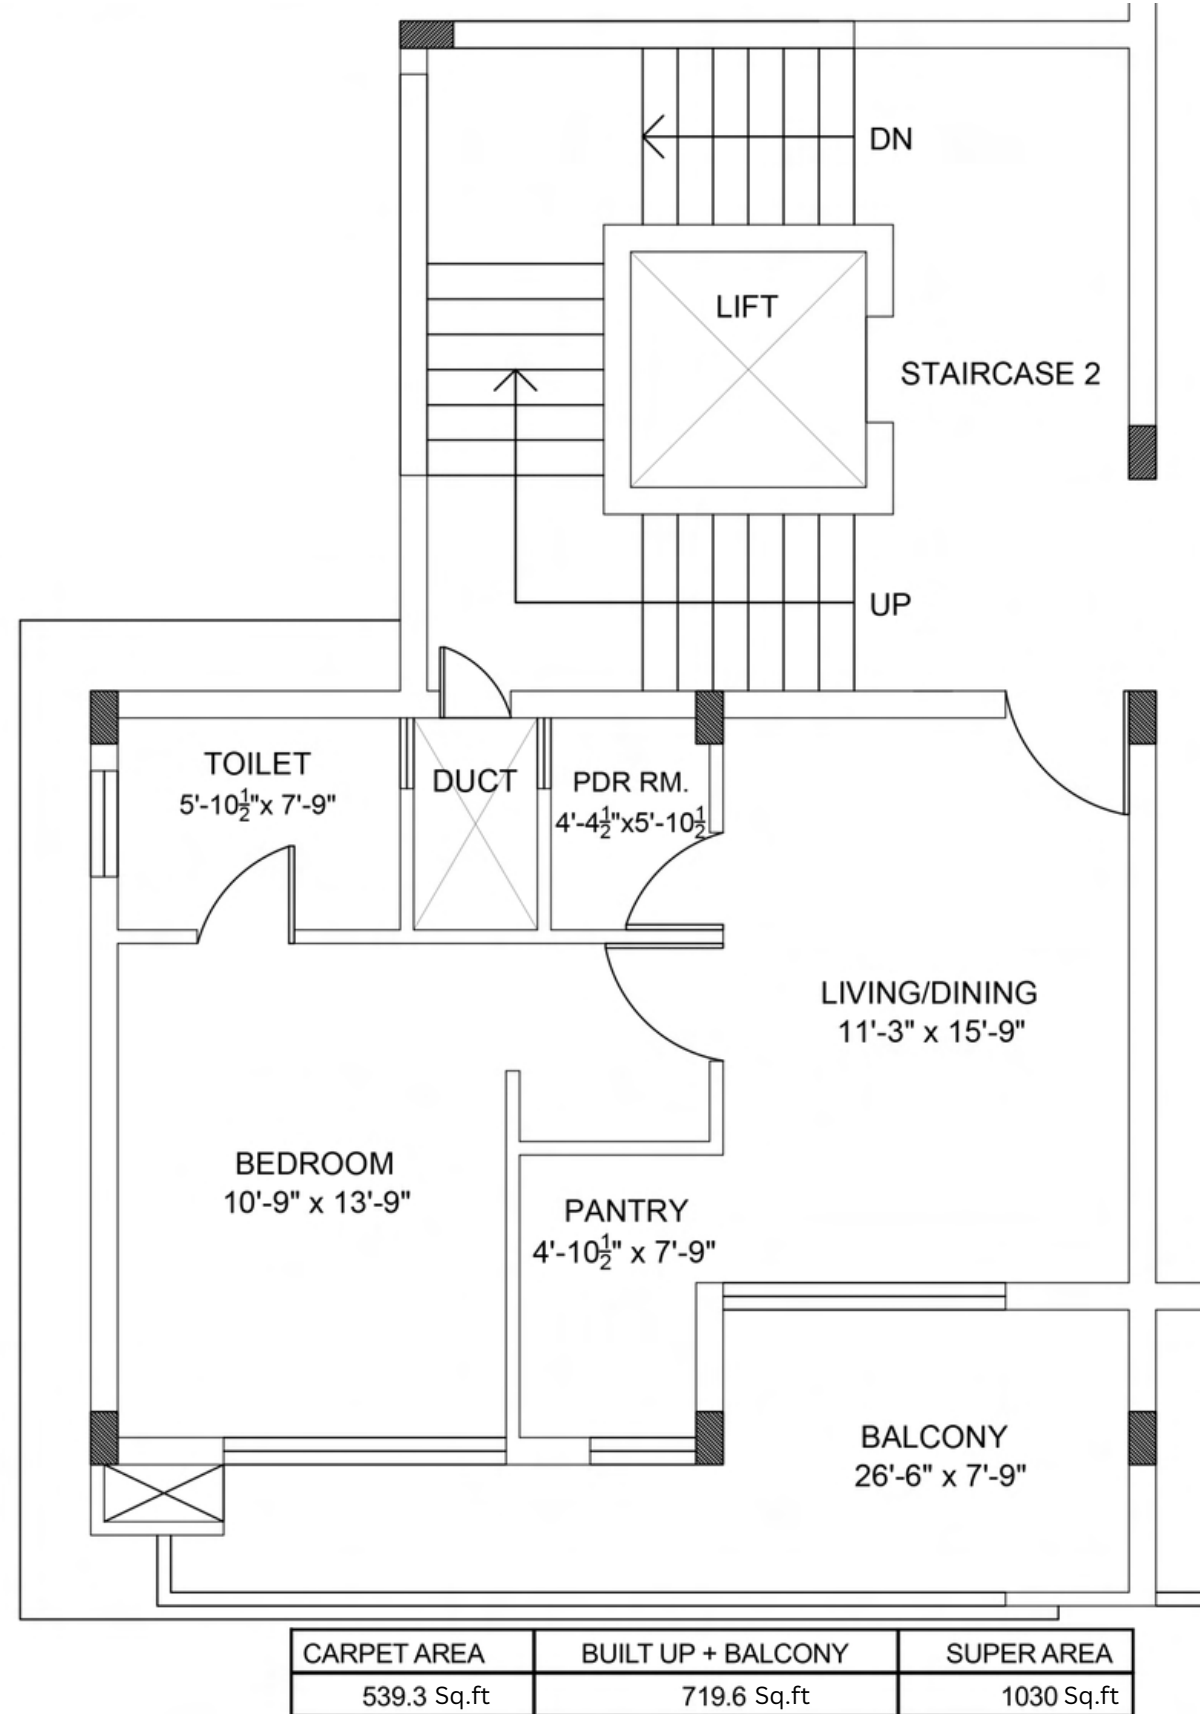 DN
LIFT
STAIRCASE 2
UP
TOILET
5'-10½"x 7'-9"
DUCT
PDR RM.
4'-4½"x5'-10½
LIVING/DINING
11'-3" x 15'-9"
BEDROOM
10'-9" x 13'-9"
PANTRY
4'-10½" x 7'-9"
BALCONY
26'-6" x 7'-9"
CARPET AREA BUILT UP + BALCONY SUPER AREA
539.3 Sq.ft 719.6 Sq.ft 1030 Sq.ft